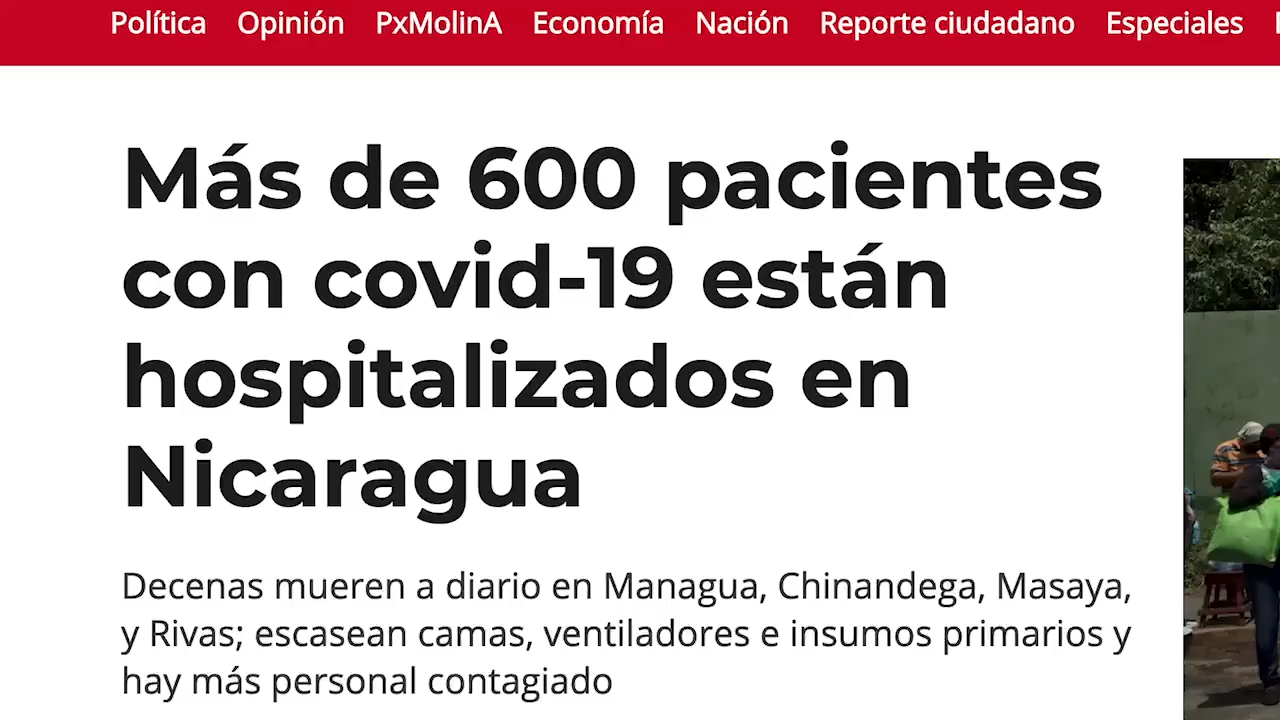 Política Opinión PxMolinA Economía Nación Reporte ciudadano Especiales
Más de 600 pacientes
con covid-19 están
hospitalizados en
Nicaragua
Decenas mueren a diario en Managua, Chinandega, Masaya,
y Rivas; escasean camas, ventiladores e insumos primarios y
hay más personal contagiado